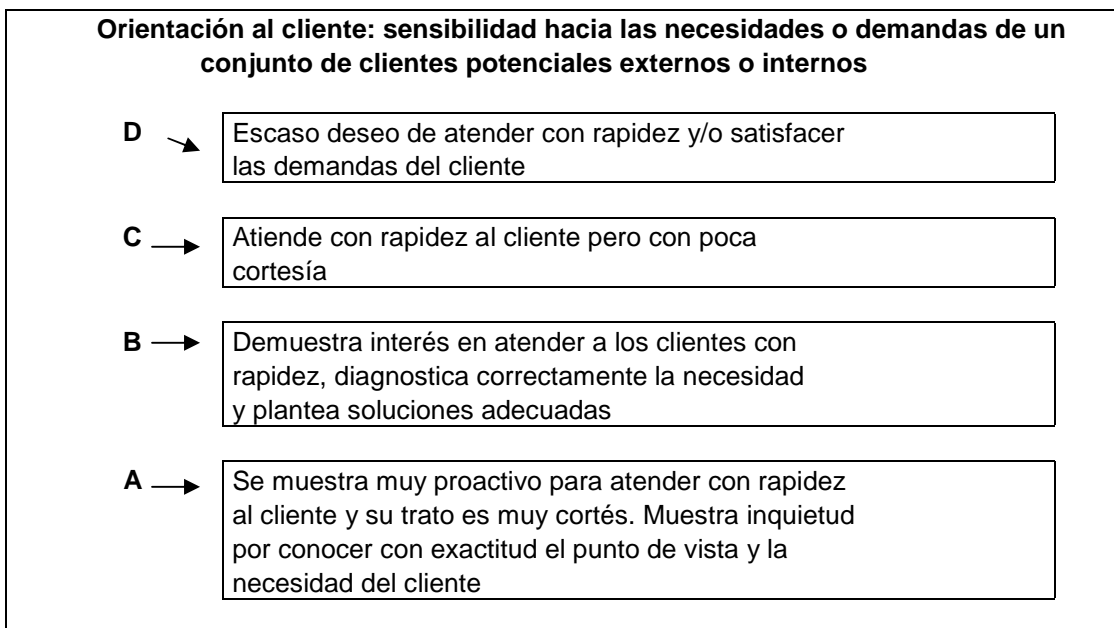 Orientación al cliente: sensibilidad hacia las necesidades o demandas de un
conjunto de clientes potenciales externos o internos
D
Escaso deseo de atender con rapidez y/o satisfacer
las demandas del cliente
C
Atiende con rapidez al cliente pero con poca
cortesía
B
Demuestra interés en atender a los clientes con
rapidez, diagnostica correctamente la necesidad
y plantea soluciones adecuadas
A
Se muestra muy proactivo para atender con rapidez
al cliente y su trato es muy cortés. Muestra inquietud
por conocer con exactitud el punto de vista y la
necesidad del cliente